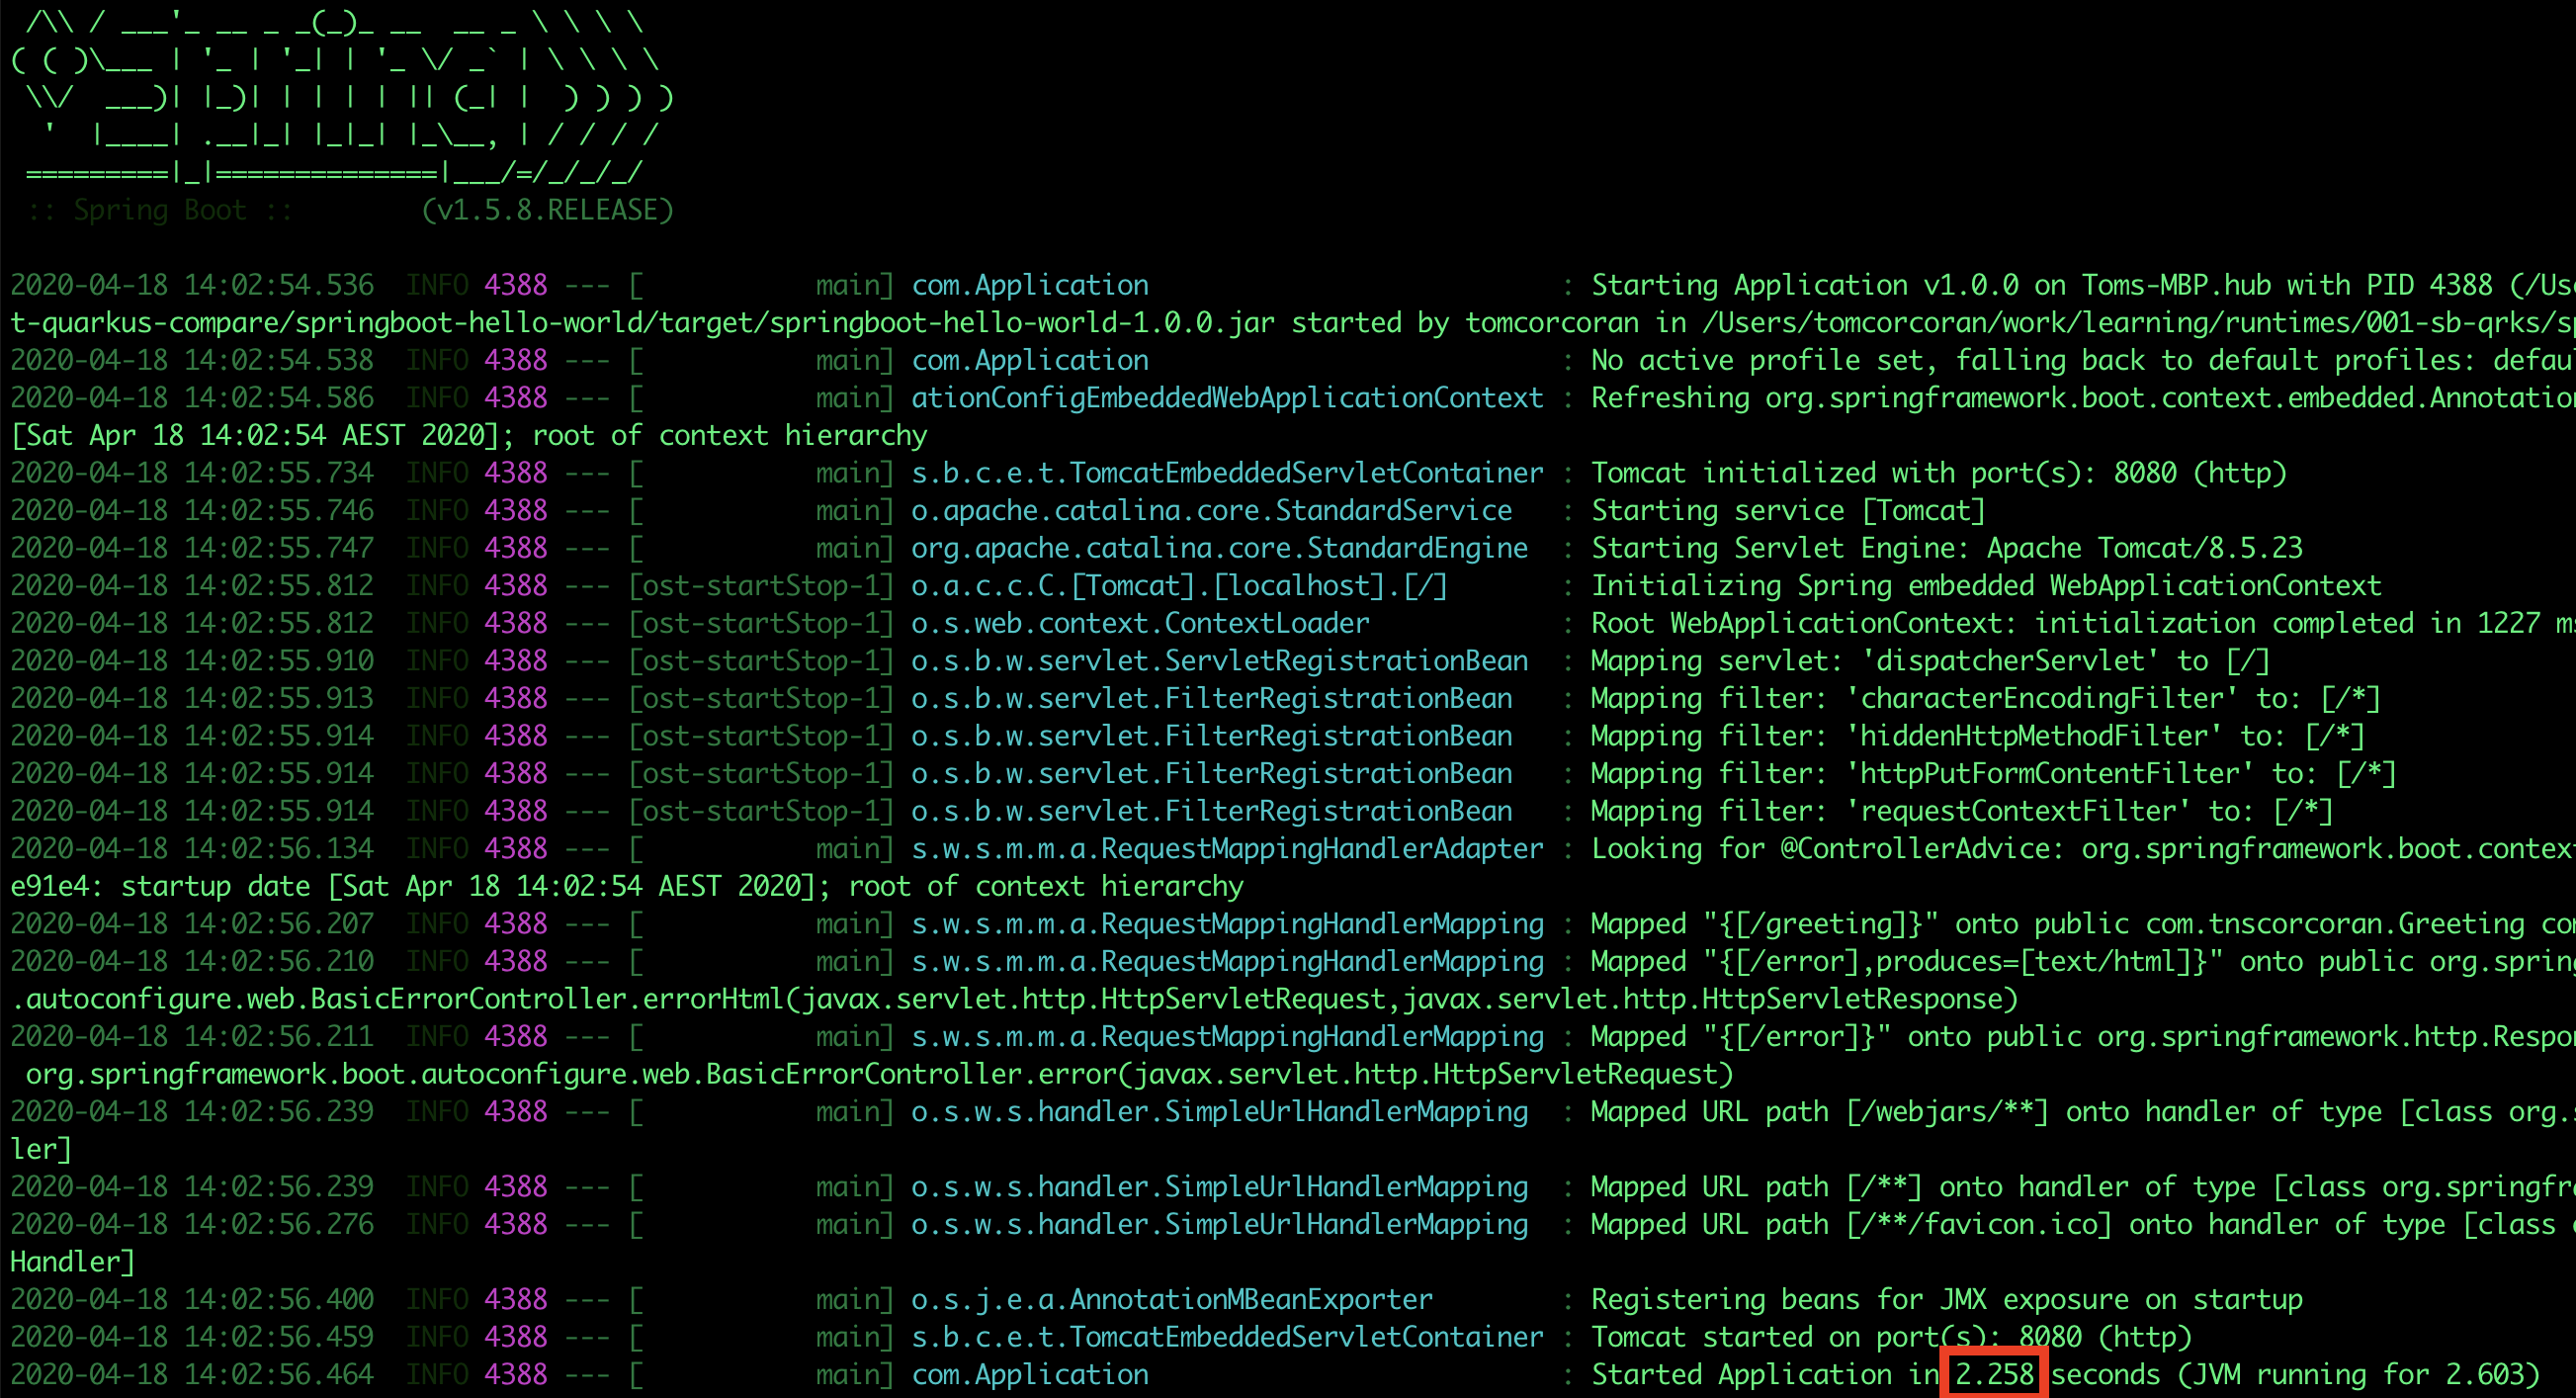 /\\ / ___'_ __ _ _(_)_ __  __ _ \ \ \ \
( ( )\___ | '_ | '_| | '_ \/ _` | \ \ \ \
 \\/  ___)| |_)| | | | | || (_| |  ) ) ) )
  '  |____| .__|_| |_|_| |_\__, | / / / /
 =========|_|==============|___/=/_/_/_/
 :: Spring Boot ::        (v1.5.8.RELEASE)
2020-04-18 14:02:54.536  INFO 4388 --- [           main] com.Application                          : Starting Application v1.0.0 on Toms-MBP.hub with PID 4388 (/Use
t-quarkus-compare/springboot-hello-world/target/springboot-hello-world-1.0.0.jar started by tomcorcoran in /Users/tomcorcoran/work/learning/runtimes/001-sb-qrks/sp
2020-04-18 14:02:54.538  INFO 4388 --- [           main] com.Application                          : No active profile set, falling back to default profiles: defaul
2020-04-18 14:02:54.586  INFO 4388 --- [           main] ationConfigEmbeddedWebApplicationContext : Refreshing org.springframework.boot.context.embedded.Annotation
[Sat Apr 18 14:02:54 AEST 2020]; root of context hierarchy
2020-04-18 14:02:55.734  INFO 4388 --- [           main] s.b.c.e.t.TomcatEmbeddedServletContainer : Tomcat initialized with port(s): 8080 (http)
2020-04-18 14:02:55.746  INFO 4388 --- [           main] o.apache.catalina.core.StandardService   : Starting service [Tomcat]
2020-04-18 14:02:55.747  INFO 4388 --- [           main] org.apache.catalina.core.StandardEngine  : Starting Servlet Engine: Apache Tomcat/8.5.23
2020-04-18 14:02:55.812  INFO 4388 --- [ost-startStop-1] o.a.c.c.C.[Tomcat].[localhost].[/]       : Initializing Spring embedded WebApplicationContext
2020-04-18 14:02:55.812  INFO 4388 --- [ost-startStop-1] o.s.web.context.ContextLoader            : Root WebApplicationContext: initialization completed in 1227 ms
2020-04-18 14:02:55.910  INFO 4388 --- [ost-startStop-1] o.s.b.w.servlet.ServletRegistrationBean  : Mapping servlet: 'dispatcherServlet' to [/]
2020-04-18 14:02:55.913  INFO 4388 --- [ost-startStop-1] o.s.b.w.servlet.FilterRegistrationBean   : Mapping filter: 'characterEncodingFilter' to: [/*]
2020-04-18 14:02:55.914  INFO 4388 --- [ost-startStop-1] o.s.b.w.servlet.FilterRegistrationBean   : Mapping filter: 'hiddenHttpMethodFilter' to: [/*]
2020-04-18 14:02:55.914  INFO 4388 --- [ost-startStop-1] o.s.b.w.servlet.FilterRegistrationBean   : Mapping filter: 'httpPutFormContentFilter' to: [/*]
2020-04-18 14:02:55.914  INFO 4388 --- [ost-startStop-1] o.s.b.w.servlet.FilterRegistrationBean   : Mapping filter: 'requestContextFilter' to: [/*]
2020-04-18 14:02:56.134  INFO 4388 --- [           main] s.w.s.m.m.a.RequestMappingHandlerAdapter : Looking for @ControllerAdvice: org.springframework.boot.context
e91e4: startup date [Sat Apr 18 14:02:54 AEST 2020]; root of context hierarchy
2020-04-18 14:02:56.207  INFO 4388 --- [           main] s.w.s.m.m.a.RequestMappingHandlerMapping : Mapped "{[/greeting]}" onto public com.tnscorcoran.Greeting com
2020-04-18 14:02:56.210  INFO 4388 --- [           main] s.w.s.m.m.a.RequestMappingHandlerMapping : Mapped "{[/error],produces=[text/html]}" onto public org.spring
.autoconfigure.web.BasicErrorController.errorHtml(javax.servlet.http.HttpServletRequest,javax.servlet.http.HttpServletResponse)
2020-04-18 14:02:56.211  INFO 4388 --- [           main] s.w.s.m.m.a.RequestMappingHandlerMapping : Mapped "{[/error]}" onto public org.springframework.http.Respon
 org.springframework.boot.autoconfigure.web.BasicErrorController.error(javax.servlet.http.HttpServletRequest)
2020-04-18 14:02:56.239  INFO 4388 --- [           main] o.s.w.s.handler.SimpleUrlHandlerMapping  : Mapped URL path [/webjars/**] onto handler of type [class org.s
ler]
2020-04-18 14:02:56.239  INFO 4388 --- [           main] o.s.w.s.handler.SimpleUrlHandlerMapping  : Mapped URL path [/**] onto handler of type [class org.springfra
2020-04-18 14:02:56.276  INFO 4388 --- [           main] o.s.w.s.handler.SimpleUrlHandlerMapping  : Mapped URL path [/**/favicon.ico] onto handler of type [class o
Handler]
2020-04-18 14:02:56.400  INFO 4388 --- [           main] o.s.j.e.a.AnnotationMBeanExporter        : Registering beans for JMX exposure on startup
2020-04-18 14:02:56.459  INFO 4388 --- [           main] s.b.c.e.t.TomcatEmbeddedServletContainer : Tomcat started on port(s): 8080 (http)
2020-04-18 14:02:56.464  INFO 4388 --- [           main] com.Application                          : Started Application in 2.258 seconds (JVM running for 2.603)